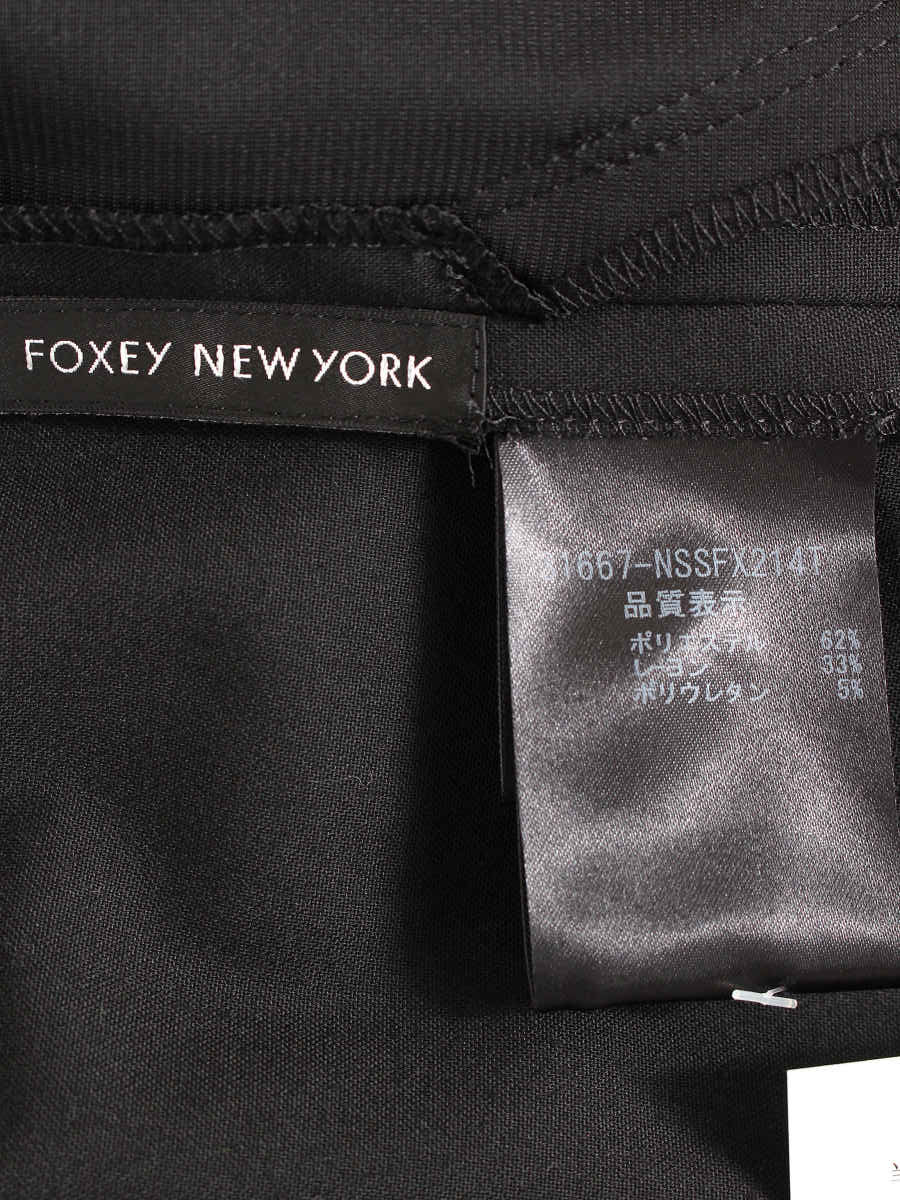 FOXEY NEW YORK
1667-NSSFX214T
品質表示
ポリエステル 62%
レーヨン 33%
ポリウレタン 5%